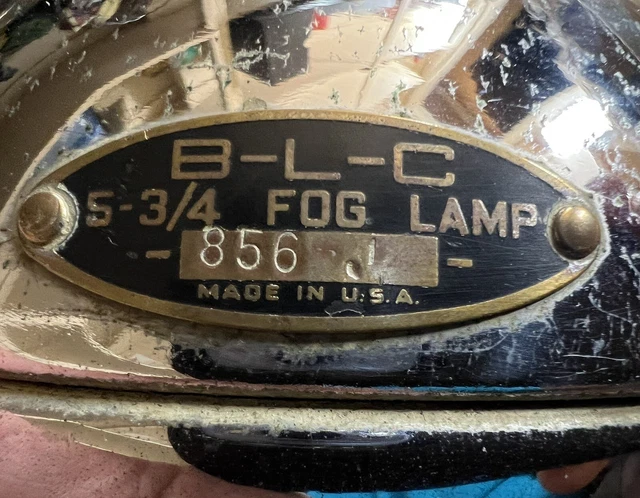 B-L-C
5-3/4 FOG LAMP
- 856-J -
MADE IN U.S.A.